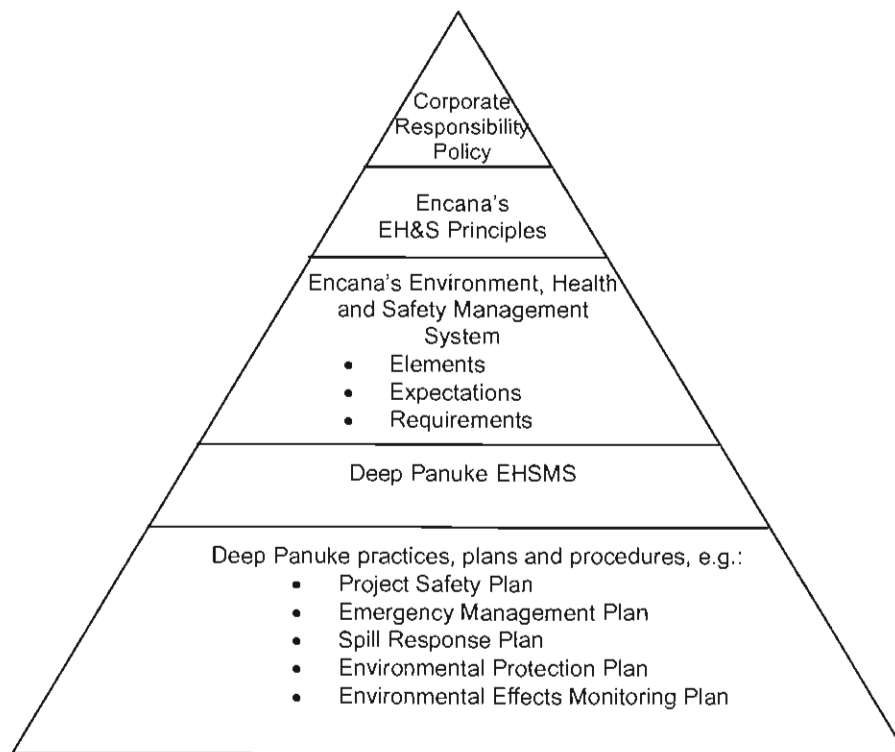 Corporate
Responsibility
Policy
Encana's
EH&S Principles
Encana's Environment, Health
and Safety Management
System
• Elements
• Expectations
• Requirements
Deep Panuke EHSMS
Deep Panuke practices, plans and procedures, e.g.:
• Project Safety Plan
• Emergency Management Plan
• Spill Response Plan
• Environmental Protection Plan
• Environmental Effects Monitoring Plan